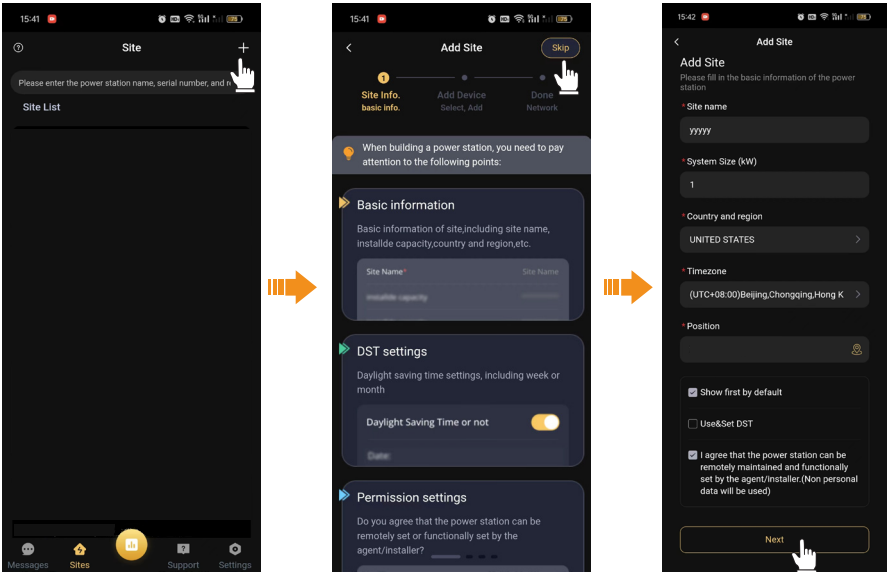 15:41
Site
+
Please enter the power station name, serial number, and
Site List
Messages
Sites
Support
Settings
15:41
Add Site
Skip
1
Site Info.
basic info.
Add Device
Select, Add
Done
Network
When building a power station, you need to pay
attention to the following points:
Basic information
Basic information of site,including site name,
installde capacity,country and region,etc.
Site Name*
Site Name
installde capacity
DST settings
Daylight saving time settings, including week or
month
Daylight Saving Time or not
Date:
Permission settings
Do you agree that the power station can be
remotely set or functionally set by the
agent/installer?
15:42
Add Site
Add Site
Please fill in the basic information of the power
station
* Site name
yyyyy
* System Size (kW)
1
* Country and region
UNITED STATES
* Timezone
(UTC+08:00)Beijing,Chongqing,Hong K
* Position
Show first by default
Use&Set DST
I agree that the power station can be
remotely maintained and functionally
set by the agent/installer.(Non personal
data will be used)
Next